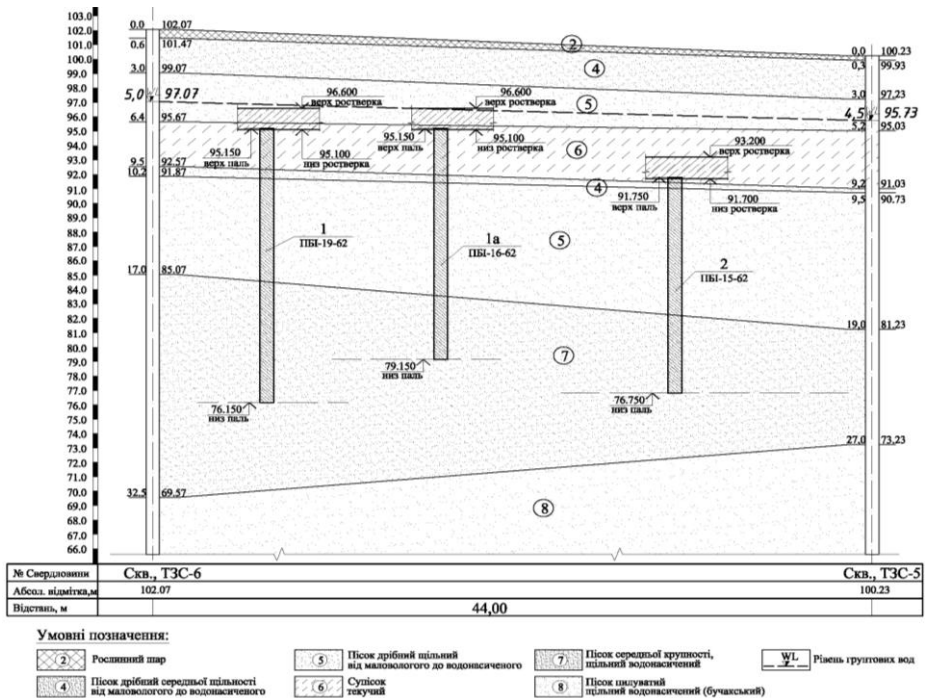 103.0
102.0
101.0
100.0
99.0
98.0
97.0
96.0
95.0
94.0
93.0
92.0
91.0
90.0
89.0
88.0
87.0
86.0
85.0
84.0
83.0
82.0
81.0
80.0
79.0
78.0
77.0
76.0
75.0
74.0
73.0
72.0
71.0
70.0
69.0
68.0
67.0
66.0
0.0 102.07
0.6 101.47
3.0 99.07
5,0 97.07
6.4 95.67
9.5 92.57
10.2 91.87
17.0 85.07
32.5 69.57
2
4
5
6
4
5
7
8
96.600
верх ростверка
95.150
верх паль
95.100
низ ростверка
1
ПБІ-19-62
76.150
низ паль
96.600
верх ростверка
95.150
верх паль
95.100
низ ростверка
1а
ПБІ-16-62
79.150
низ паль
93.200
верх ростверка
91.750
верх паль
91.700
низ ростверка
2
ПБІ-15-62
76.750
низ паль
0,0 100.23
0,3 99.93
3,0 97,23
4,5 95.73
5,2 95,03
9,2 91,03
9,5 90,73
19,0 81,23
27,0 73,23
№ Свердловини Скв., ТЗС-6 Скв., ТЗС-5
Абсол. відмітка,м 102.07 100.23
Відстань, м 44,00
Умовні позначення:
2 Рослинний шар
4 Пісок дрібний середньої щільності
від маловологого до водонасиченого
5 Пісок дрібний щільний
від маловологого до водонасиченого
6 Супісок
текучий
7 Пісок середньої крупності,
щільний водонасичений
8 Пісок пилуватий
щільний водонасичений (бучакський)
WL Рівень грунтових вод